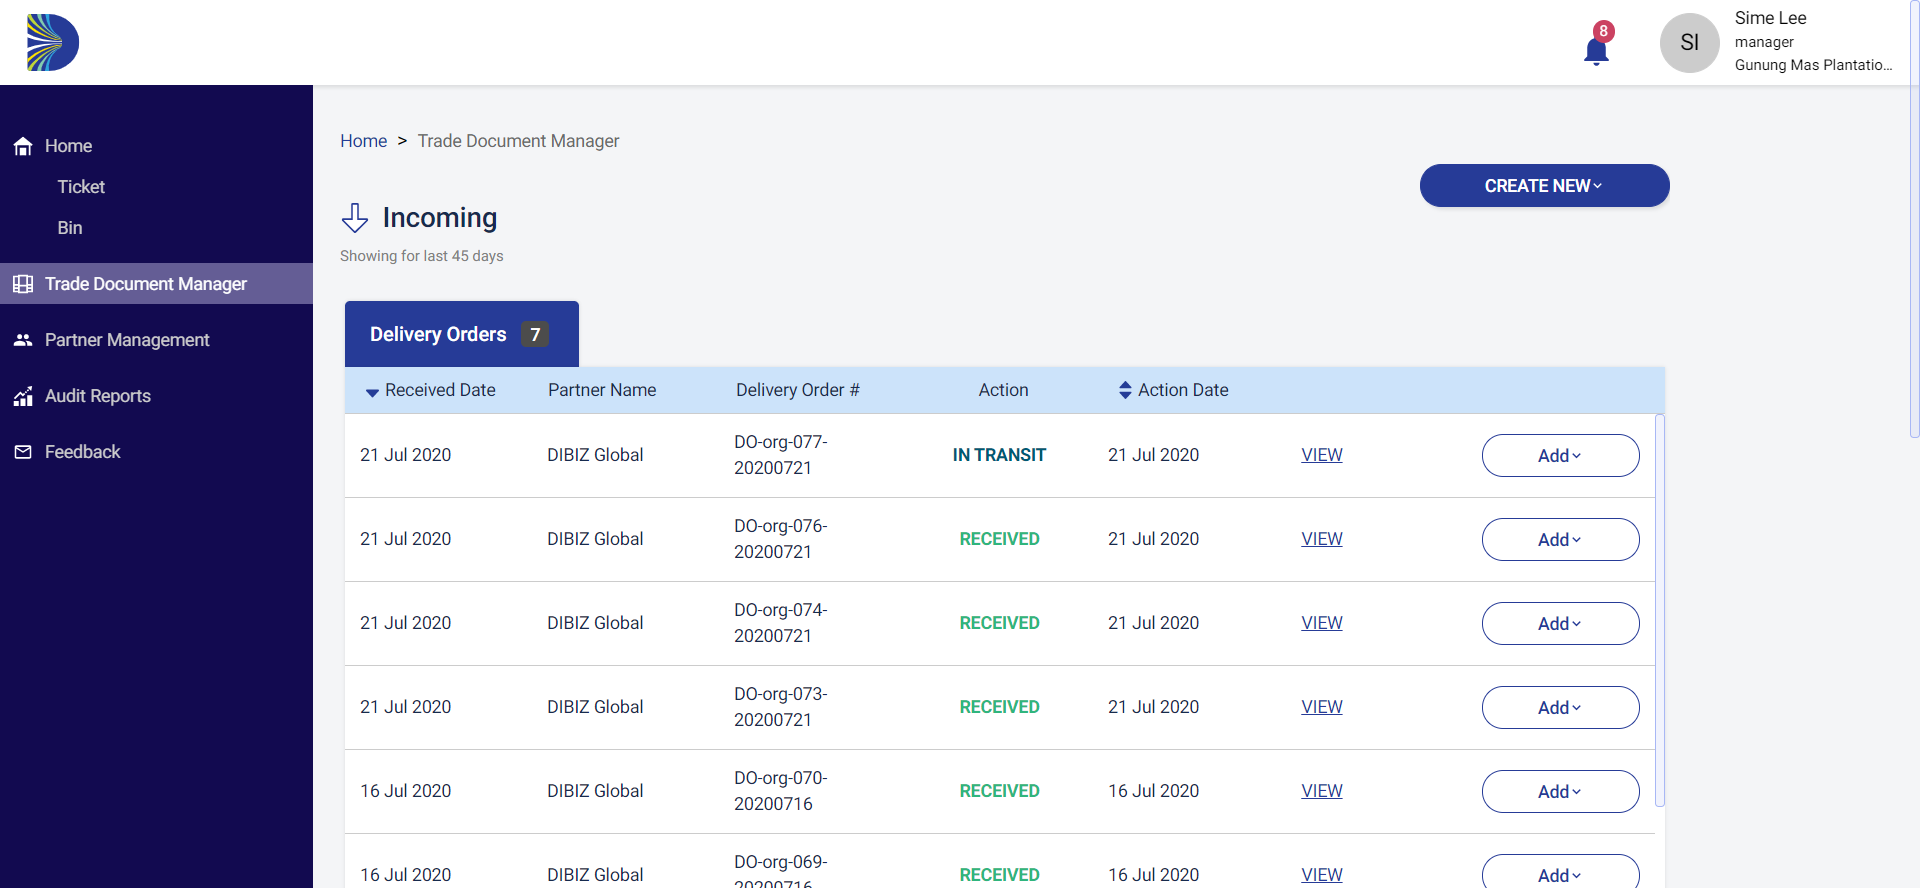 8
SI
Sime Lee
manager
Gunung Mas Plantatio...
Home
Ticket
Bin
Trade Document Manager
Partner Management
Audit Reports
Feedback
Home > Trade Document Manager
CREATE NEW
Incoming
Showing for last 45 days
Delivery Orders 7
Received Date Partner Name Delivery Order # Action Action Date
21 Jul 2020 DIBIZ Global DO-org-077-
20200721 IN TRANSIT 21 Jul 2020 VIEW Add
21 Jul 2020 DIBIZ Global DO-org-076-
20200721 RECEIVED 21 Jul 2020 VIEW Add
21 Jul 2020 DIBIZ Global DO-org-074-
20200721 RECEIVED 21 Jul 2020 VIEW Add
21 Jul 2020 DIBIZ Global DO-org-073-
20200721 RECEIVED 21 Jul 2020 VIEW Add
16 Jul 2020 DIBIZ Global DO-org-070-
20200716 RECEIVED 16 Jul 2020 VIEW Add
16 Jul 2020 DIBIZ Global DO-org-069-
20200716 RECEIVED 16 Jul 2020 VIEW Add